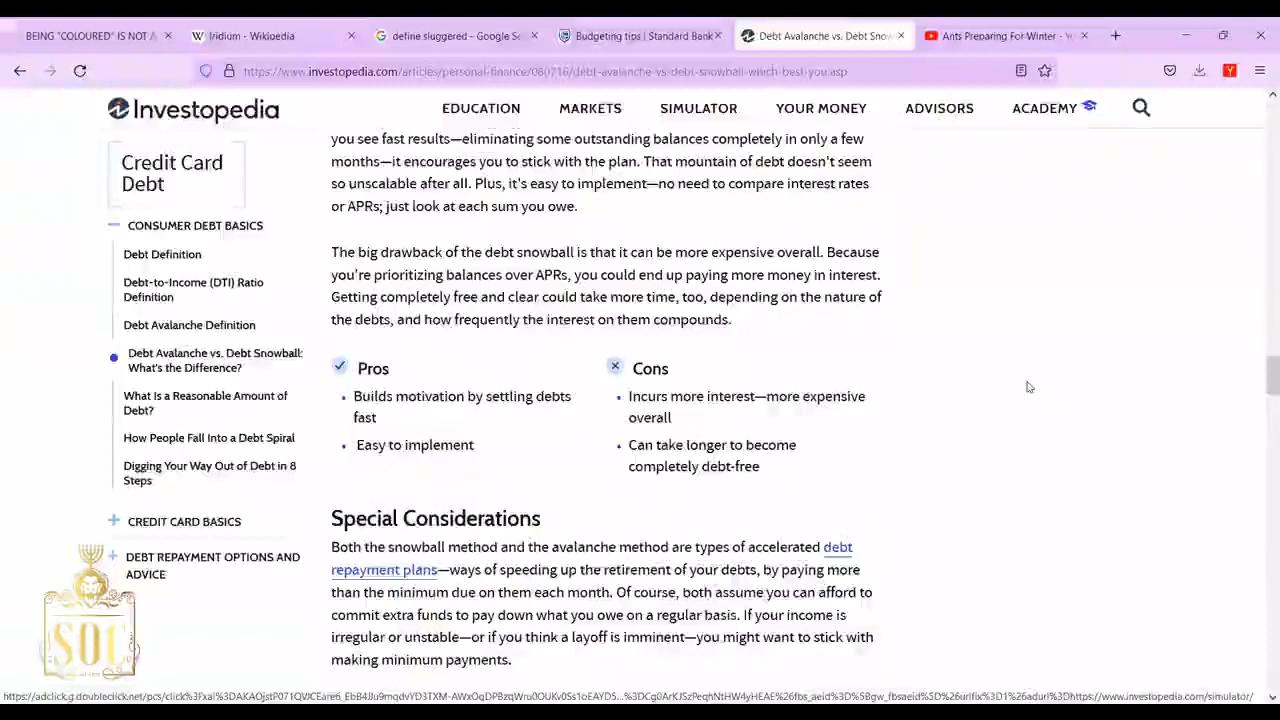 BEING "COLOURED" IS NOT A
Iridium - Wikipedia
define sluggered - Google Se
Budgeting tips | Standard Bank
Debt Avalanche vs. Debt Snow
Ants Preparing For Winter - Y
https://www.investopedia.com/articles/personal-finance/080716/debt-avalanche-vs-debt-snowball-which-best-you.asp
Investopedia
EDUCATION
MARKETS
SIMULATOR
YOUR MONEY
ADVISORS
ACADEMY
Credit Card
Debt
CONSUMER DEBT BASICS
Debt Definition
Debt-to-Income (DTI) Ratio
Definition
Debt Avalanche Definition
Debt Avalanche vs. Debt Snowball:
What's the Difference?
What Is a Reasonable Amount of
Debt?
How People Fall Into a Debt Spiral
Digging Your Way Out of Debt in 8
Steps
CREDIT CARD BASICS
DEBT REPAYMENT OPTIONS AND
ADVICE
you see fast results—eliminating some outstanding balances completely in only a few
months—it encourages you to stick with the plan. That mountain of debt doesn't seem
so unscalable after all. Plus, it's easy to implement—no need to compare interest rates
or APRs; just look at each sum you owe.
The big drawback of the debt snowball is that it can be more expensive overall. Because
you're prioritizing balances over APRs, you could end up paying more money in interest.
Getting completely free and clear could take more time, too, depending on the nature of
the debts, and how frequently the interest on them compounds.
Pros
Builds motivation by settling debts
fast
Easy to implement
Cons
Incurs more interest—more expensive
overall
Can take longer to become
completely debt-free
Special Considerations
Both the snowball method and the avalanche method are types of accelerated debt
repayment plans—ways of speeding up the retirement of your debts, by paying more
than the minimum due on them each month. Of course, both assume you can afford to
commit extra funds to pay down what you owe on a regular basis. If your income is
irregular or unstable—or if you think a layoff is imminent—you might want to stick with
making minimum payments.
SOC